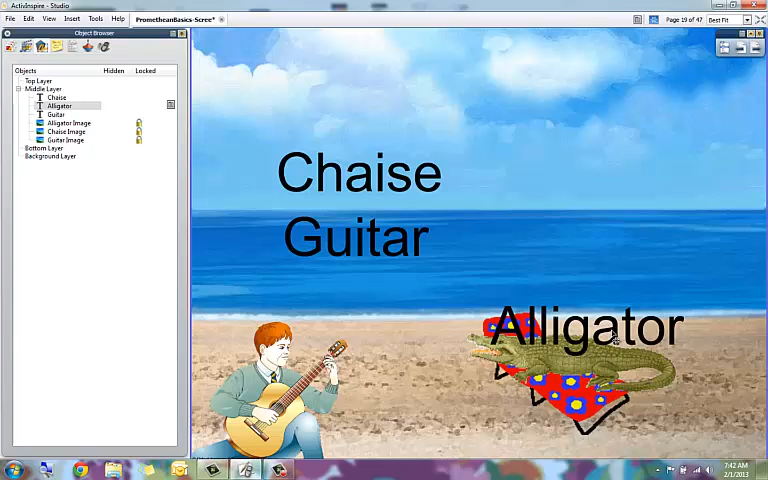 ActivInspire - Studio
File Edit View Insert Tools Help PrometheanBasics-Scree* Page 19 of 47 Best Fit
Object Browser
Objects Hidden Locked
Top Layer
Middle Layer
Chaise
Alligator
Guitar
Alligator Image
Chaise Image
Guitar Image
Bottom Layer
Background Layer
Chaise
Guitar
Alligator
7:42 AM
2/1/2013